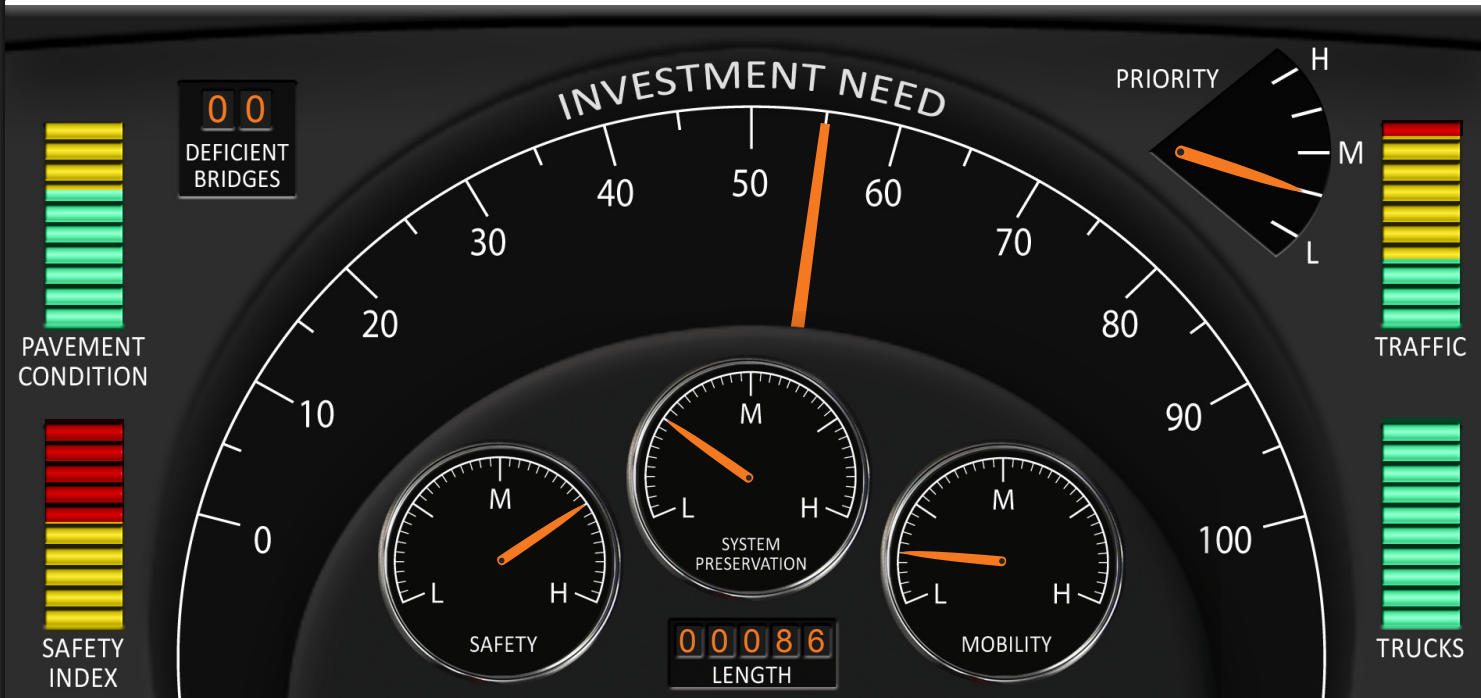 INVESTMENT NEED
PRIORITY
H
M
L
00
DEFICIENT
BRIDGES
0
10
20
30
40
50
60
70
80
90
100
PAVEMENT
CONDITION
TRAFFIC
M
L
H
SYSTEM
PRESERVATION
M
L
H
SAFETY
M
L
H
MOBILITY
00086
LENGTH
SAFETY
INDEX
TRUCKS